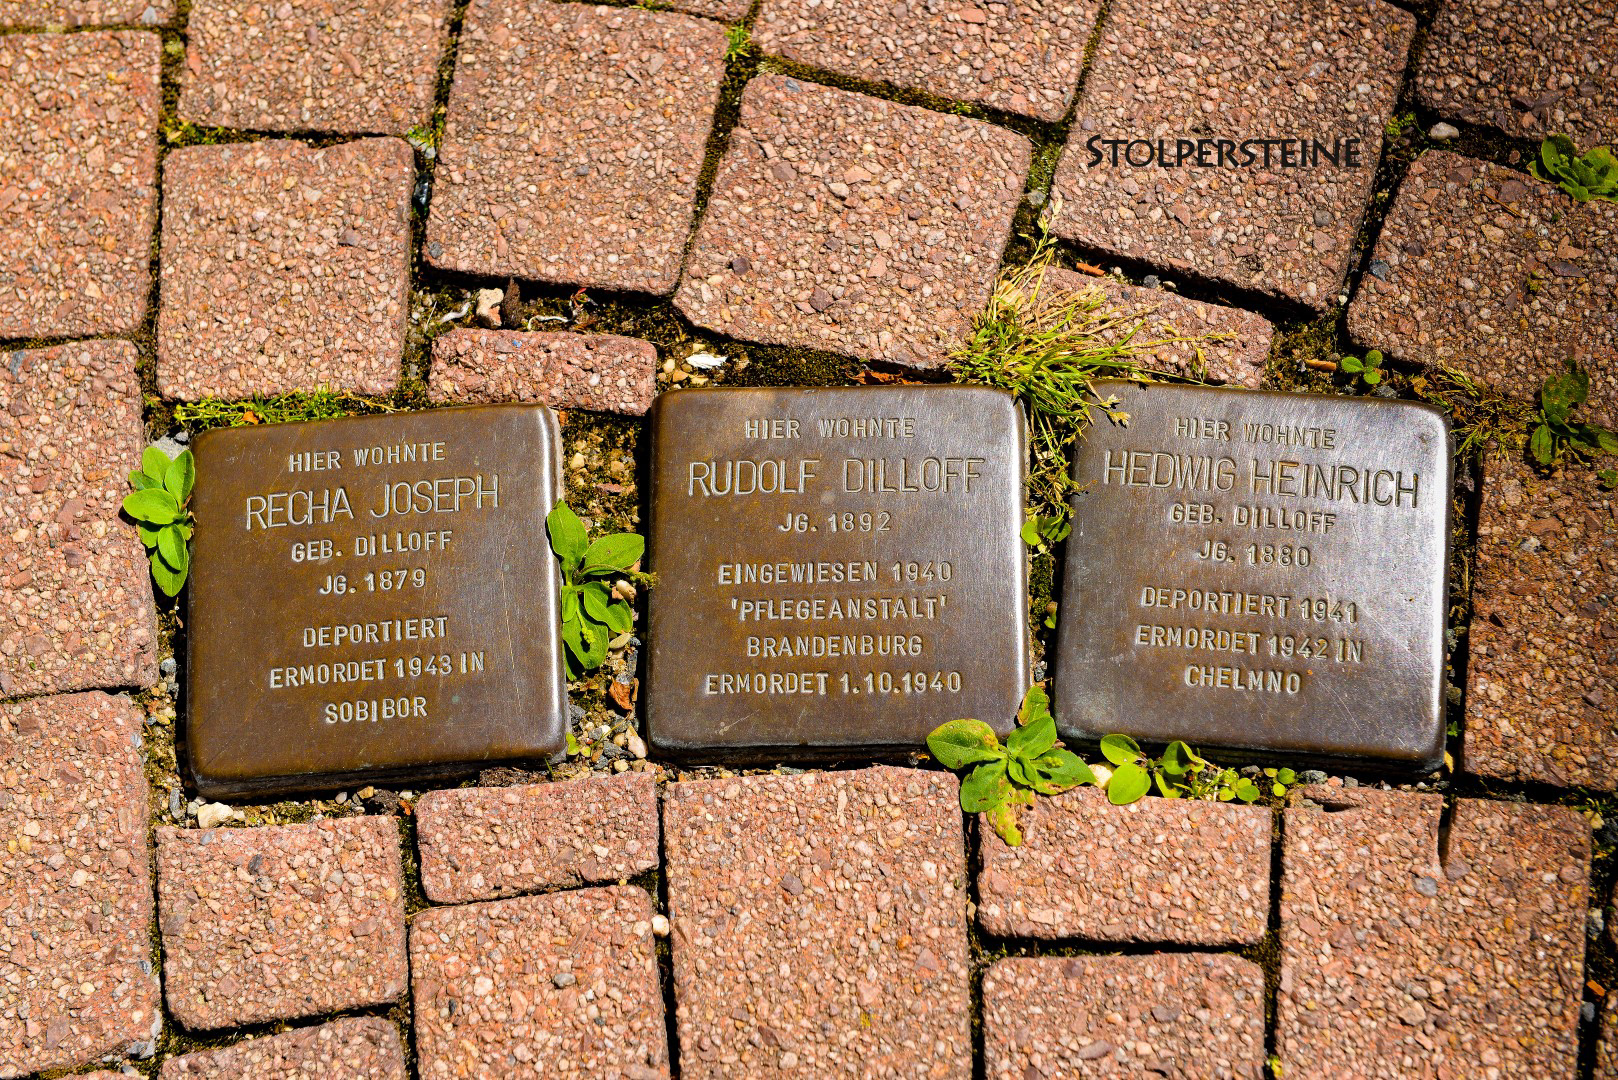 STOLPERSTEINE
HIER WOHNTE
RECHA JOSEPH
GEB. DILLOFF
JG. 1879
DEPORTIERT
ERMORDET 1943 IN
SOBIBOR
HIER WOHNTE
RUDOLF DILLOFF
JG. 1892
EINGEWIESEN 1940
'PFLEGEANSTALT'
BRANDENBURG
ERMORDET 1.10.1940
HIER WOHNTE
HEDWIG HEINRICH
GEB. DILLOFF
JG. 1880
DEPORTIERT 1941
ERMORDET 1942 IN
CHELMNO